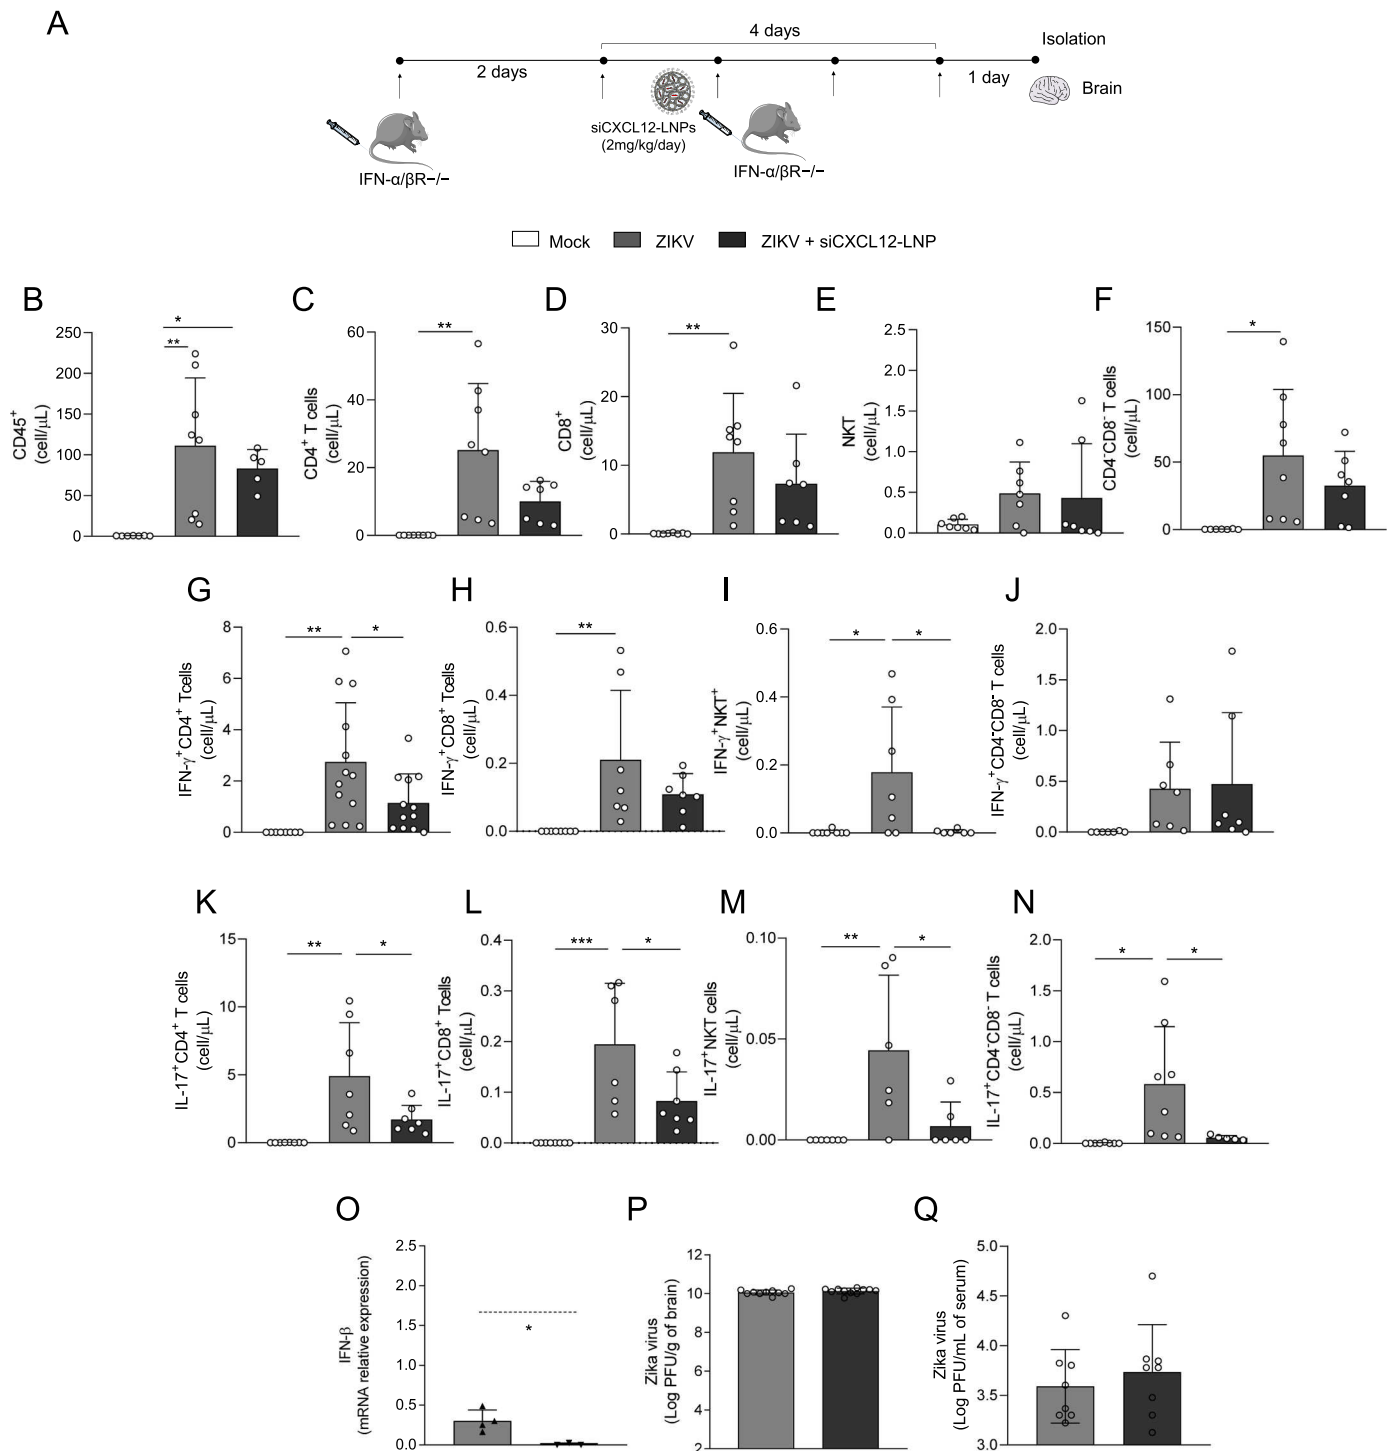 A
4 days
Isolation
2 days
1 day
Brain
siCXCL12-LNPs
(2mg/kg/day)
IFN-α/βR−/−
IFN-α/βR−/−
Mock
ZIKV
ZIKV + siCXCL12-LNP
B
CD45⁺
(cell/µL)
250
200
150
100
50
0
*
**
C
CD4⁺ T cells
(cell/µL)
60
40
20
0
**
D
CD8⁺
(cell/µL)
30
20
10
0
**
E
NKT
(cell/µL)
2.5
2.0
1.5
1.0
0.5
0.0
F
CD4⁻CD8⁻ T cells
(cell/µL)
150
100
50
0
*
G
IFN-γ⁺CD4⁺ Tcells
(cell/µL)
8
6
4
2
0
**
*
H
IFN-γ⁺CD8⁺ Tcells
(cell/µL)
0.6
0.4
0.2
0.0
**
I
IFN-γ⁺NKT⁺
(cell/µL)
0.6
0.4
0.2
0.0
*
*
J
IFN-γ⁺CD4⁻CD8⁻ T cells
(cell/µL)
2.0
1.5
1.0
0.5
0.0
K
IL-17⁺CD4⁺ T cells
(cell/µL)
15
10
5
0
**
*
L
IL-17⁺CD8⁺ Tcells
(cell/µL)
0.4
0.3
0.2
0.1
0.0
***
*
M
IL-17⁺NKT cells
(cell/µL)
0.10
0.05
0.00
**
*
N
IL-17⁺CD4⁻CD8⁻ T cells
(cell/µL)
2.0
1.5
1.0
0.5
0.0
*
*
O
IFN-β
(mRNA relative expression)
2.5
2.0
1.5
1.0
0.5
0.0
*
P
Zika virus
(Log PFU/g of brain)
12
10
8
6
4
2
Q
Zika virus
(Log PFU/mL of serum)
5.0
4.5
4.0
3.5
3.0